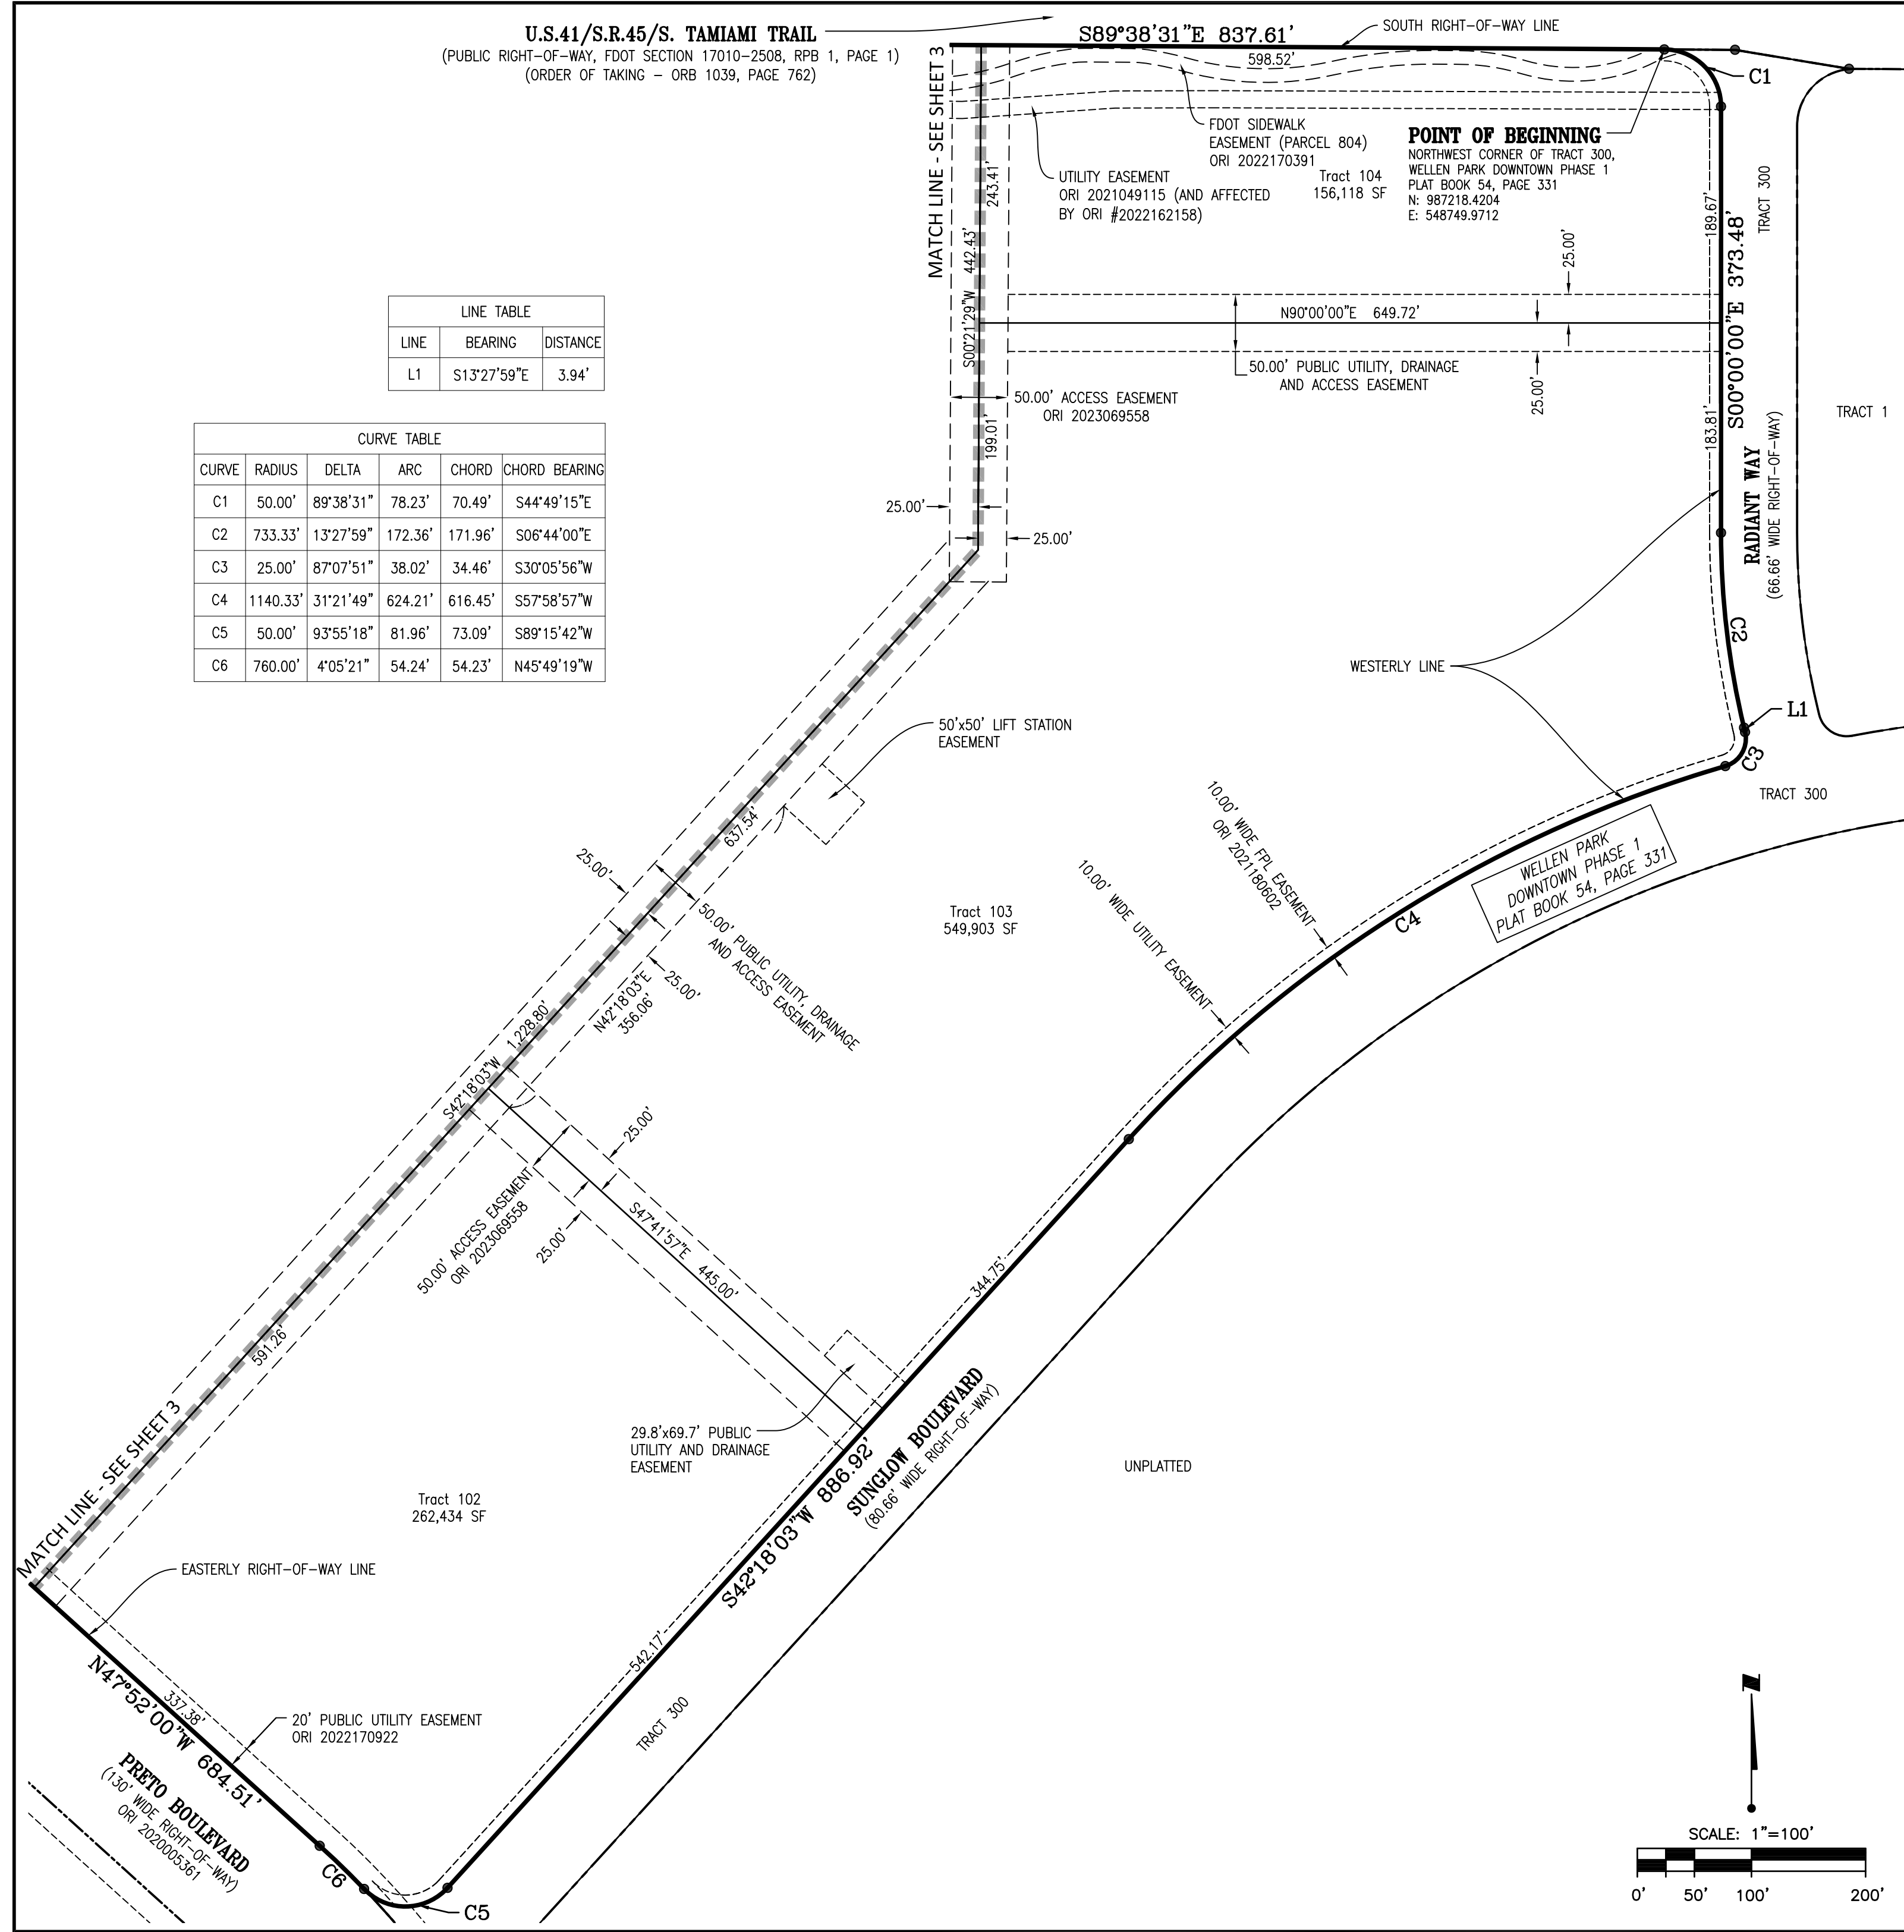 U.S.41/S.R.45/S. TAMIAMI TRAIL
(PUBLIC RIGHT-OF-WAY, FDOT SECTION 17010-2508, RPB 1, PAGE 1)
(ORDER OF TAKING - ORB 1039, PAGE 762)
S89°38'31"E 837.61'
598.52'
SOUTH RIGHT-OF-WAY LINE
C1
MATCH LINE - SEE SHEET 3
FDOT SIDEWALK
EASEMENT (PARCEL 804)
ORI 2022170391
UTILITY EASEMENT
ORI 2021049115 (AND AFFECTED
BY ORI #2022162158)
Tract 104
156,118 SF
POINT OF BEGINNING
NORTHWEST CORNER OF TRACT 300,
WELLEN PARK DOWNTOWN PHASE 1
PLAT BOOK 54, PAGE 331
N: 987218.4204
E: 548749.9712
243.41'
S00°21'29"W 442.43'
199.01'
189.67'
S00°00'00"E 373.48'
183.81'
TRACT 300
TRACT 1
RADIANT WAY
(66.66' WIDE RIGHT-OF-WAY)
25.00'
N90°00'00"E 649.72'
50.00' PUBLIC UTILITY, DRAINAGE
AND ACCESS EASEMENT
25.00'
50.00' ACCESS EASEMENT
ORI 2023069558
25.00'
25.00'
LINE TABLE
LINE BEARING DISTANCE
L1 S13°27'59"E 3.94'
CURVE TABLE
CURVE RADIUS DELTA ARC CHORD CHORD BEARING
C1 50.00' 89°38'31" 78.23' 70.49' S44°49'15"E
C2 733.33' 13°27'59" 172.36' 171.96' S06°44'00"E
C3 25.00' 87°07'51" 38.02' 34.46' S30°05'56"W
C4 1140.33' 31°21'49" 624.21' 616.45' S57°58'57"W
C5 50.00' 93°55'18" 81.96' 73.09' S89°15'42"W
C6 760.00' 4°05'21" 54.24' 54.23' N45°49'19"W
C2
WESTERLY LINE
L1
C3
TRACT 300
50'x50' LIFT STATION
EASEMENT
637.54'
25.00'
50.00' PUBLIC UTILITY, DRAINAGE
AND ACCESS EASEMENT
25.00'
N42°18'03"E
356.06'
S42°18'03"W 1,228.80'
Tract 103
549,903 SF
10.00' WIDE FPL EASEMENT
ORI 2021180602
10.00' WIDE UTILITY EASEMENT
C4
WELLEN PARK
DOWNTOWN PHASE 1
PLAT BOOK 54, PAGE 331
25.00'
50.00' ACCESS EASEMENT
ORI 2023069558
25.00'
S47°41'57"E 445.00'
344.75'
591.26'
29.8'x69.7' PUBLIC
UTILITY AND DRAINAGE
EASEMENT
S42°18'03"W 886.92'
SUNGLOW BOULEVARD
(80.66' WIDE RIGHT-OF-WAY)
UNPLATTED
MATCH LINE - SEE SHEET 3
Tract 102
262,434 SF
EASTERLY RIGHT-OF-WAY LINE
542.17'
TRACT 300
N47°52'00"W 684.51'
337.38'
20' PUBLIC UTILITY EASEMENT
ORI 2022170922
PRETO BOULEVARD
(130' WIDE RIGHT-OF-WAY)
ORI 2020005361
C6
C5
N
SCALE: 1"=100'
0' 50' 100' 200'